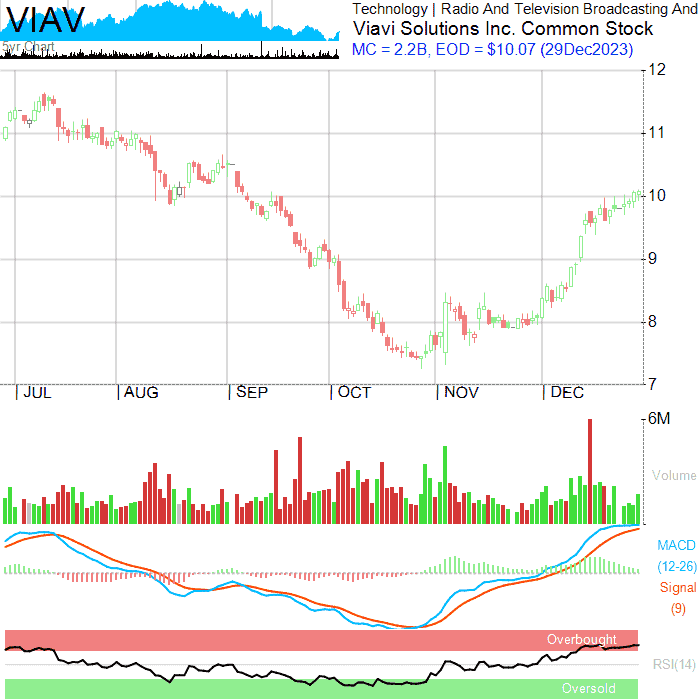 VIAV
5yr Chart
Technology | Radio And Television Broadcasting And
Viavi Solutions Inc. Common Stock
MC = 2.2B, EOD = $10.07 (29Dec2023)
12
11
10
9
8
7
| JUL | AUG | SEP | OCT | NOV | DEC
6M
Volume
MACD
(12-26)
Signal
(9)
Overbought
RSI(14)
Oversold